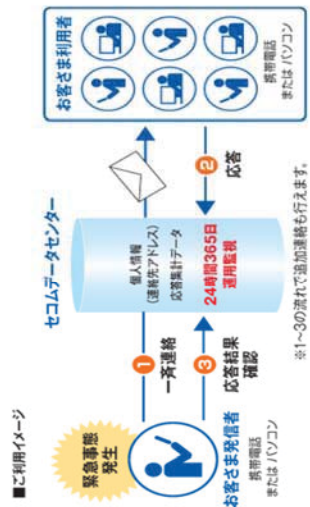 ■ご利用イメージ
緊急事態
発生
お客さま発信者
携帯電話
または パソコン
1
一斉連絡
3
応答結果
確認
セコムデータセンター
個人情報
(連絡先アドレス)
応答集計データ
24時間365日
運用監視
2
応答
お客さま利用者
携帯電話
または パソコン
※1~3の流れで追加連絡も行えます。